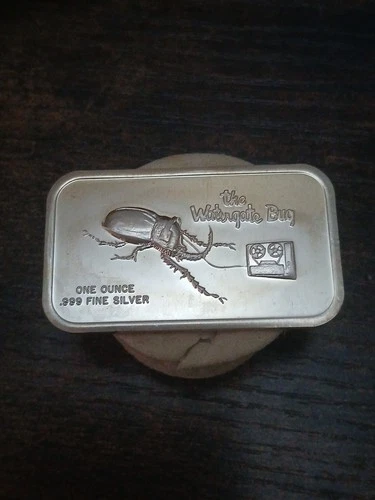 the
Watergate Bug
ONE OUNCE
.999 FINE SILVER